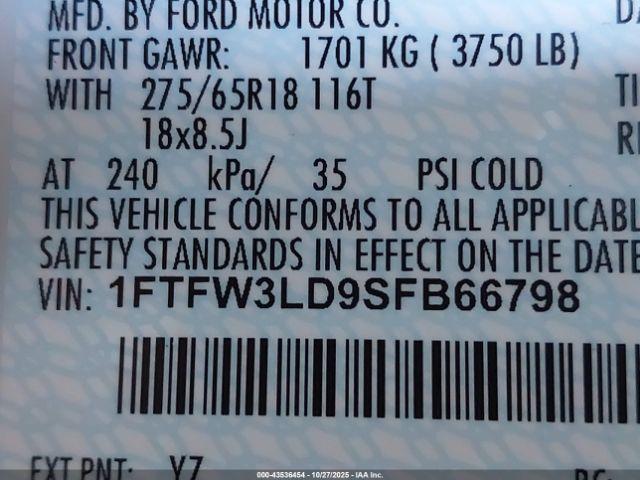 MFD. BY FORD MOTOR CO.
FRONT GAWR: 1701 KG ( 3750 LB)
WITH 275/65R18 116T
18x8.5J
AT 240 kPa/ 35 PSI COLD
THIS VEHICLE CONFORMS TO ALL APPLICABL
SAFETY STANDARDS IN EFFECT ON THE DATE
VIN: 1FTFW3LD9SFB66798
EXT PNT: YZ
000-43536454 - 10/27/2025 - IAA Inc.